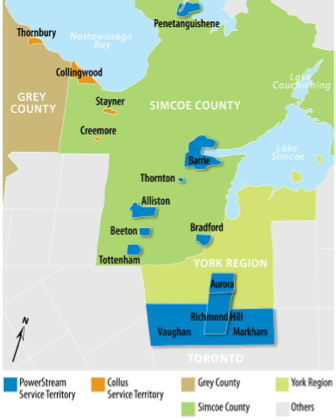 Penetanguishene
Thornbury
Nottawasaga
Bay
Collingwood
Lake
Couchiching
GREY
COUNTY
Stayner
SIMCOE COUNTY
Creemore
Lake
Simcoe
Barrie
Thornton
Alliston
Beeton
Bradford
Tottenham
YORK REGION
Aurora
Richmond Hill
Vaughan
Markham
N
TORONTO
PowerStream
Service Territory
Collus
Service Territory
Grey County
Simcoe County
York Region
Others